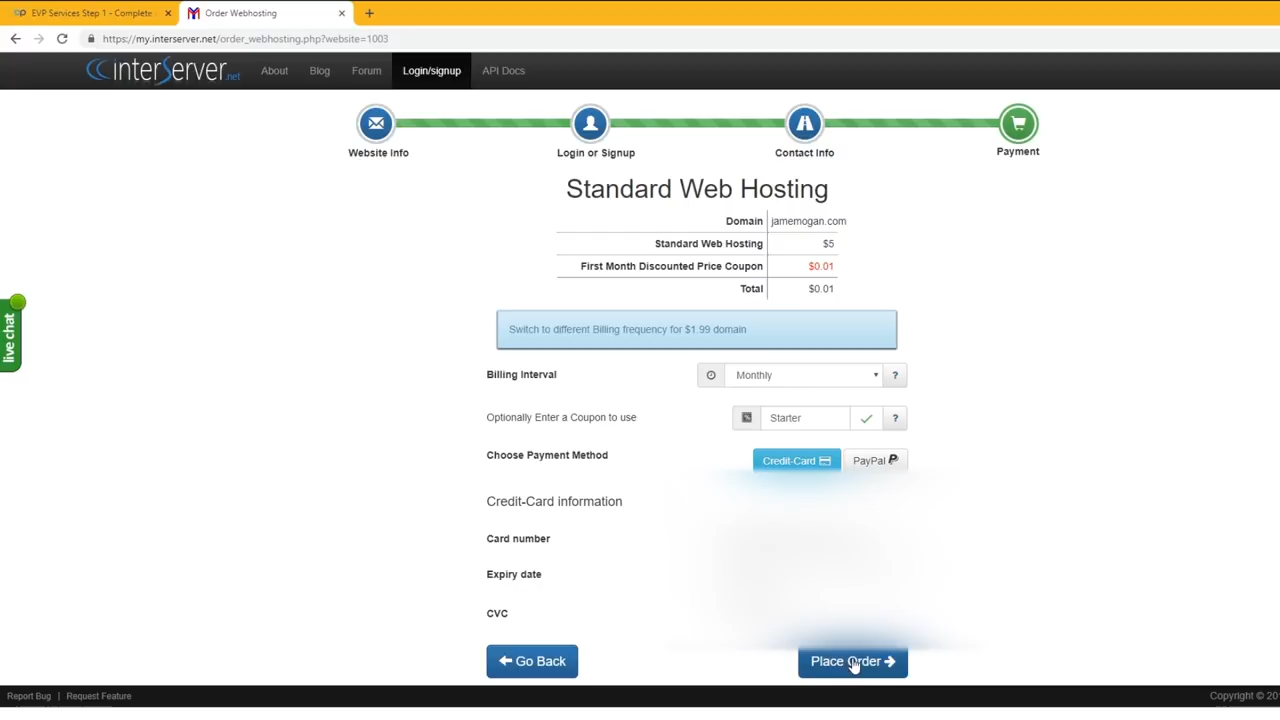 EVP Services Step 1 - Complete
Order Webhosting
https://my.interserver.net/order_webhosting.php?website=1003
interServer.net
About
Blog
Forum
Login/signup
API Docs
Website Info
Login or Signup
Contact Info
Payment
Standard Web Hosting
Domain jamemogan.com
Standard Web Hosting $5
First Month Discounted Price Coupon $0.01
Total $0.01
live chat
Switch to different Billing frequency for $1.99 domain
Billing Interval Monthly ?
Optionally Enter a Coupon to use Starter ?
Choose Payment Method Credit-Card PayPal
Credit-Card information
Card number
Expiry date
CVC
Go Back
Place Order
Report Bug | Request Feature
Copyright © 20